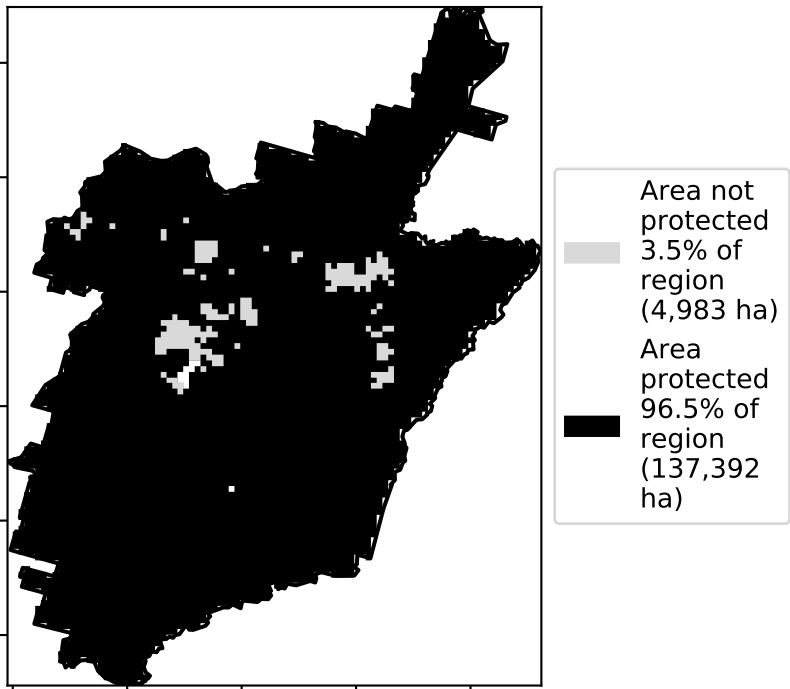 Area not
protected
3.5% of
region
(4,983 ha)
Area
protected
96.5% of
region
(137,392
ha)